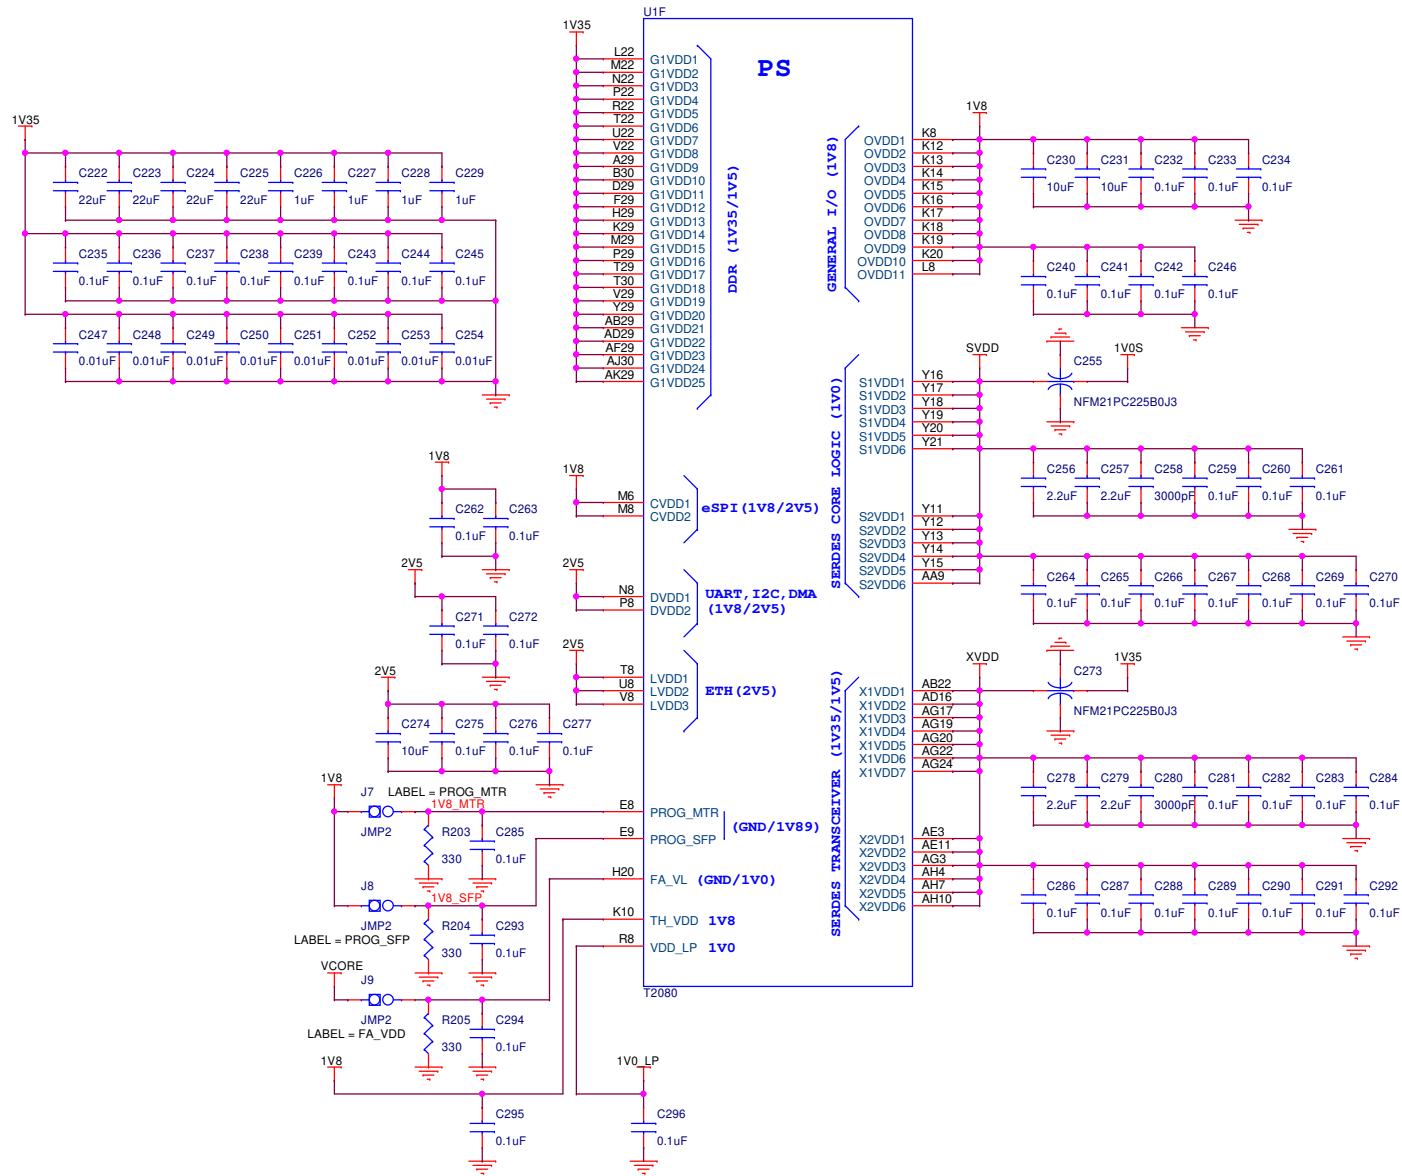 U1F
PS
1V35
L22 G1VDD1
M22 G1VDD2
N22 G1VDD3
P22 G1VDD4
R22 G1VDD5
T22 G1VDD6
U22 G1VDD7
V22 G1VDD8
A29 G1VDD9
B30 G1VDD10
D29 G1VDD11
F29 G1VDD12
H29 G1VDD13
K29 G1VDD14
M29 G1VDD15
P29 G1VDD16
T29 G1VDD17
T30 G1VDD18
V29 G1VDD19
Y29 G1VDD20
AB29 G1VDD21
AD29 G1VDD22
AF29 G1VDD23
AJ30 G1VDD24
AK29 G1VDD25
DDR (1V35/1V5)
1V35
C222 C223 C224 C225 C226 C227 C228 C229
22uF 22uF 22uF 22uF 1uF 1uF 1uF 1uF
C235 C236 C237 C238 C239 C243 C244 C245
0.1uF 0.1uF 0.1uF 0.1uF 0.1uF 0.1uF 0.1uF 0.1uF
C247 C248 C249 C250 C251 C252 C253 C254
0.01uF 0.01uF 0.01uF 0.01uF 0.01uF 0.01uF 0.01uF 0.01uF
1V8
C262 C263
0.1uF 0.1uF
1V8
M6 CVDD1
M8 CVDD2
eSPI(1V8/2V5)
2V5
C271 C272
0.1uF 0.1uF
2V5
N8 DVDD1
P8 DVDD2
UART,I2C,DMA
(1V8/2V5)
2V5
C274 C275 C276 C277
10uF 0.1uF 0.1uF 0.1uF
2V5
T8 LVDD1
U8 LVDD2
V8 LVDD3
ETH(2V5)
1V8
J7 LABEL = PROG_MTR
1V8_MTR
JMP2
R203 C285
330 0.1uF
E8 PROG_MTR
E9 PROG_SFP
(GND/1V89)
J8
1V8_SFP
JMP2
LABEL = PROG_SFP
R204 C293
330 0.1uF
H20 FA_VL (GND/1V0)
K10 TH_VDD 1V8
R8 VDD_LP 1V0
VCORE
J9
JMP2
LABEL = FA_VDD
R205 C294
330 0.1uF
T2080
1V8
C295
0.1uF
1V0_LP
C296
0.1uF
GENERAL I/O (1V8)
1V8
OVDD1 K8
OVDD2 K12
OVDD3 K13
OVDD4 K14
OVDD5 K15
OVDD6 K16
OVDD7 K17
OVDD8 K18
OVDD9 K19
OVDD10 K20
OVDD11 L8
C230 C231 C232 C233 C234
10uF 10uF 0.1uF 0.1uF 0.1uF
C240 C241 C242 C246
0.1uF 0.1uF 0.1uF 0.1uF
SERDES CORE LOGIC (1V0)
SVDD
C255
1V0S
NFM21PC225B0J3
S1VDD1 Y16
S1VDD2 Y17
S1VDD3 Y18
S1VDD4 Y19
S1VDD5 Y20
S1VDD6 Y21
C256 C257 C258 C259 C260 C261
2.2uF 2.2uF 3000pF 0.1uF 0.1uF 0.1uF
S2VDD1 Y11
S2VDD2 Y12
S2VDD3 Y13
S2VDD4 Y14
S2VDD5 Y15
S2VDD6 AA9
C264 C265 C266 C267 C268 C269 C270
0.1uF 0.1uF 0.1uF 0.1uF 0.1uF 0.1uF 0.1uF
SERDES TRANSCEIVER (1V35/1V5)
XVDD
C273
1V35
NFM21PC225B0J3
X1VDD1 AB22
X1VDD2 AD16
X1VDD3 AG17
X1VDD4 AG19
X1VDD5 AG20
X1VDD6 AG22
X1VDD7 AG24
C278 C279 C280 C281 C282 C283 C284
2.2uF 2.2uF 3000pF 0.1uF 0.1uF 0.1uF 0.1uF
X2VDD1 AE3
X2VDD2 AE11
X2VDD3 AG3
X2VDD4 AH4
X2VDD5 AH7
X2VDD6 AH10
C286 C287 C288 C289 C290 C291 C292
0.1uF 0.1uF 0.1uF 0.1uF 0.1uF 0.1uF 0.1uF